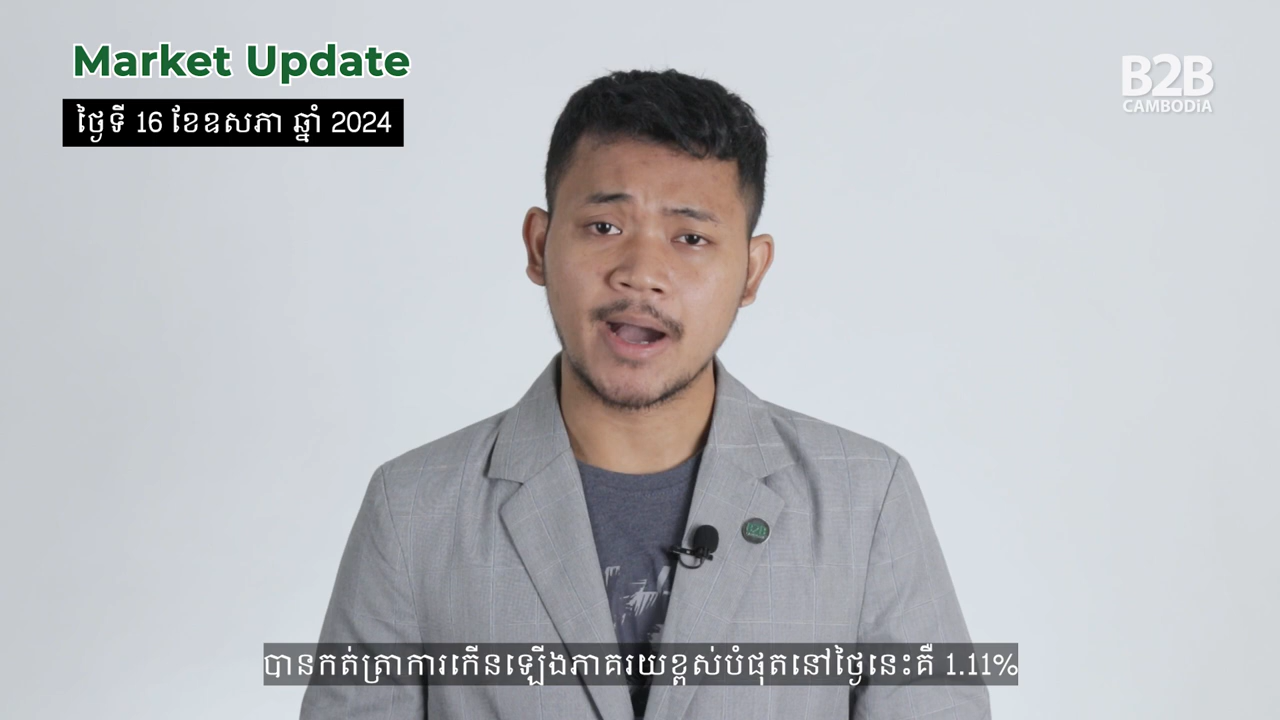 Market Update
ថ្ងៃទី 16 ខែឧសភា ឆ្នាំ 2024
B2B
CAMBODiA
B2B
បានកត់ត្រាការកើនឡើងភាគរយខ្ពស់បំផុតនៅថ្ងៃនេះគឺ 1.11%